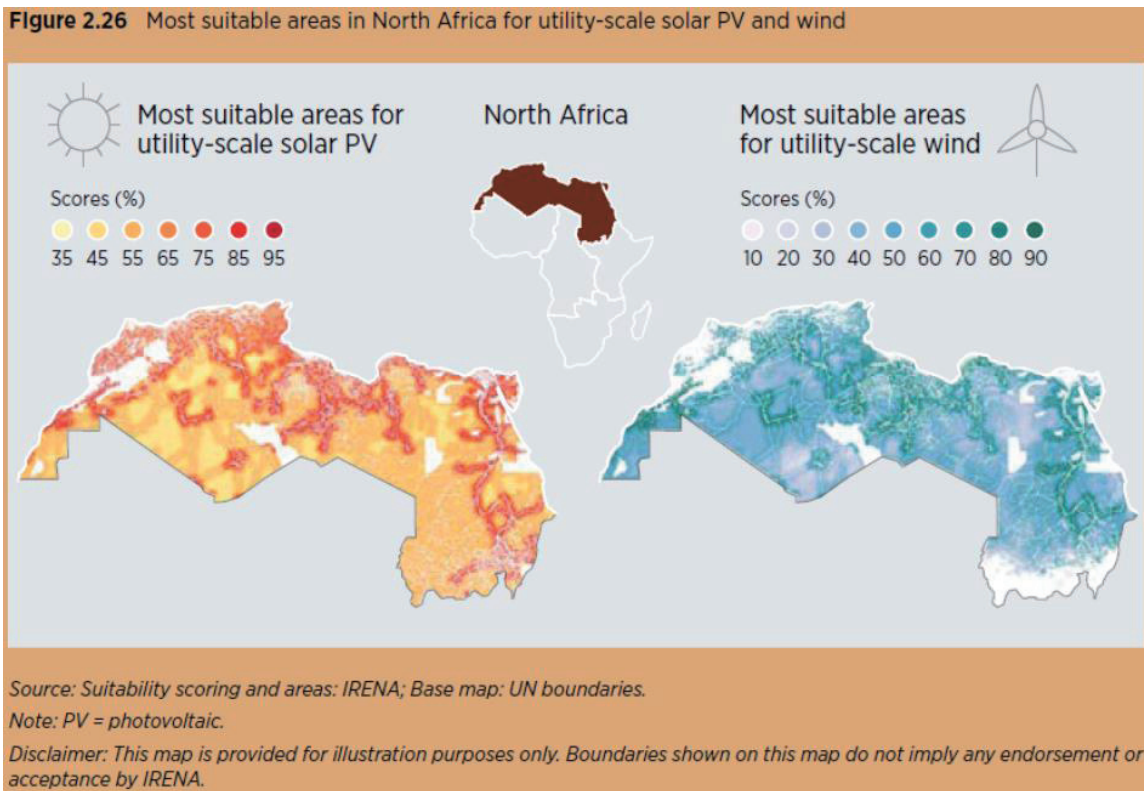 Figure 2.26 Most suitable areas in North Africa for utility-scale solar PV and wind
Most suitable areas for
utility-scale solar PV
Scores (%)
35 45 55 65 75 85 95
North Africa
Most suitable areas
for utility-scale wind
Scores (%)
10 20 30 40 50 60 70 80 90
Source: Suitability scoring and areas: IRENA; Base map: UN boundaries.
Note: PV = photovoltaic.
Disclaimer: This map is provided for illustration purposes only. Boundaries shown on this map do not imply any endorsement or
acceptance by IRENA.